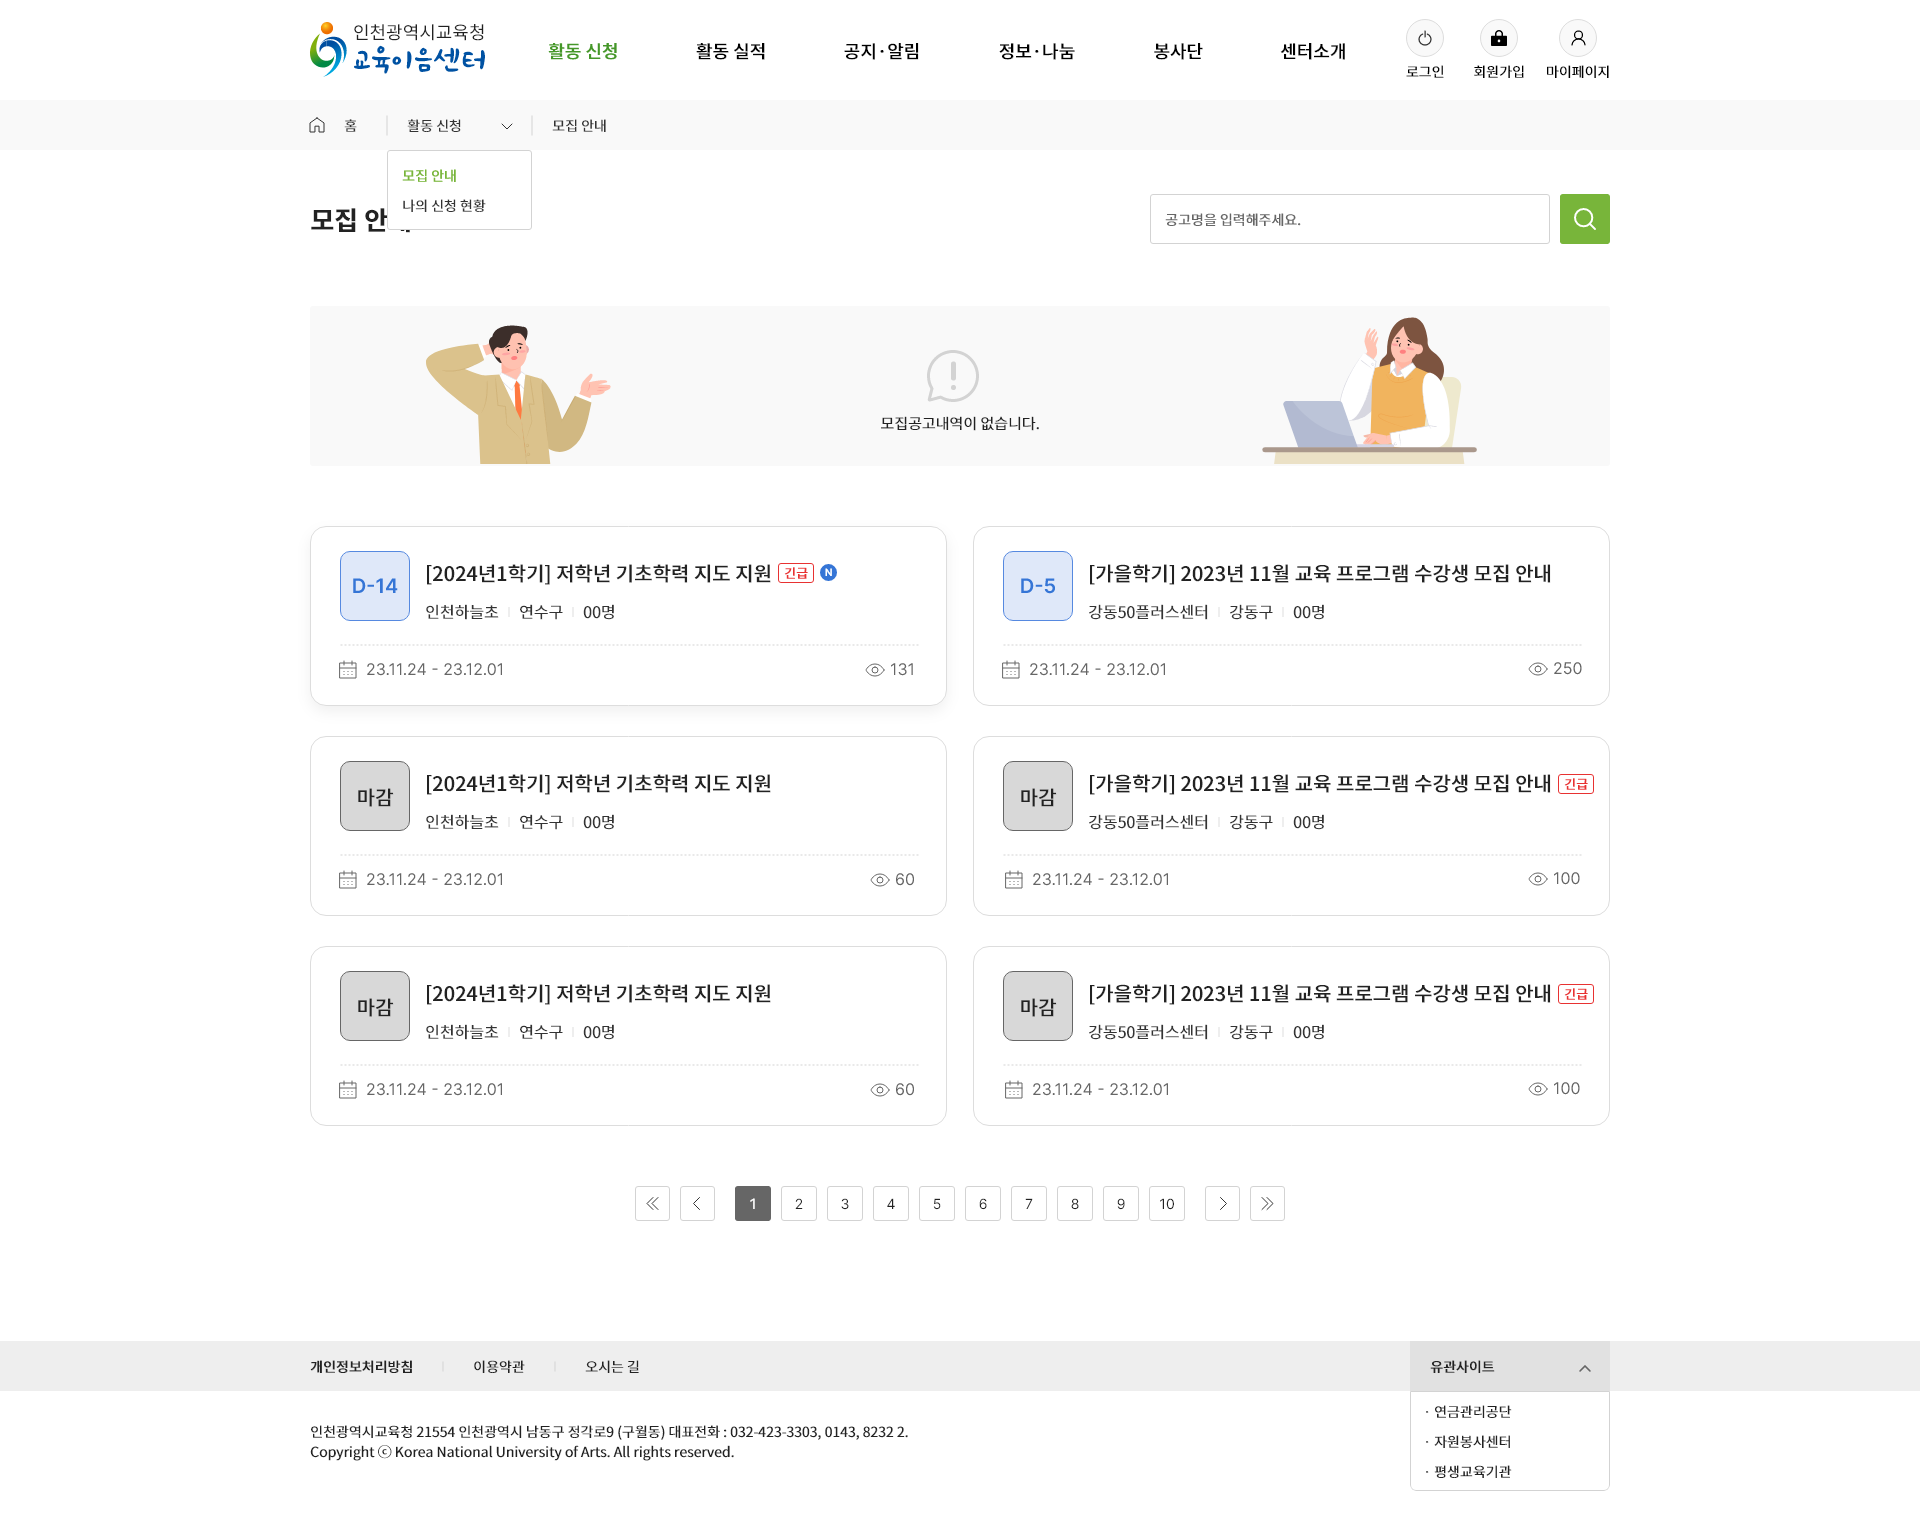 인천광역시교육청
교육이음센터
활동 신청
활동 실적
공지·알림
정보·나눔
봉사단
센터소개
로그인
회원가입
마이페이지
홈
활동 신청
모집 안내
모집 안내
나의 신청 현황
모집 안내
공고명을 입력해주세요.
모집공고내역이 없습니다.
D-14
[2024년1학기] 저학년 기초학력 지도 지원 긴급 N
인천하늘초 연수구 00명
23.11.24 - 23.12.01
131
D-5
[가을학기] 2023년 11월 교육 프로그램 수강생 모집 안내
강동50플러스센터 강동구 00명
23.11.24 - 23.12.01
250
마감
[2024년1학기] 저학년 기초학력 지도 지원
인천하늘초 연수구 00명
23.11.24 - 23.12.01
60
마감
[가을학기] 2023년 11월 교육 프로그램 수강생 모집 안내 긴급
강동50플러스센터 강동구 00명
23.11.24 - 23.12.01
100
마감
[2024년1학기] 저학년 기초학력 지도 지원
인천하늘초 연수구 00명
23.11.24 - 23.12.01
60
마감
[가을학기] 2023년 11월 교육 프로그램 수강생 모집 안내 긴급
강동50플러스센터 강동구 00명
23.11.24 - 23.12.01
100
1 2 3 4 5 6 7 8 9 10
개인정보처리방침
이용약관
오시는 길
유관사이트
· 연금관리공단
· 자원봉사센터
· 평생교육기관
인천광역시교육청 21554 인천광역시 남동구 정각로9 (구월동) 대표전화 : 032-423-3303, 0143, 8232 2.
Copyright ⓒ Korea National University of Arts. All rights reserved.